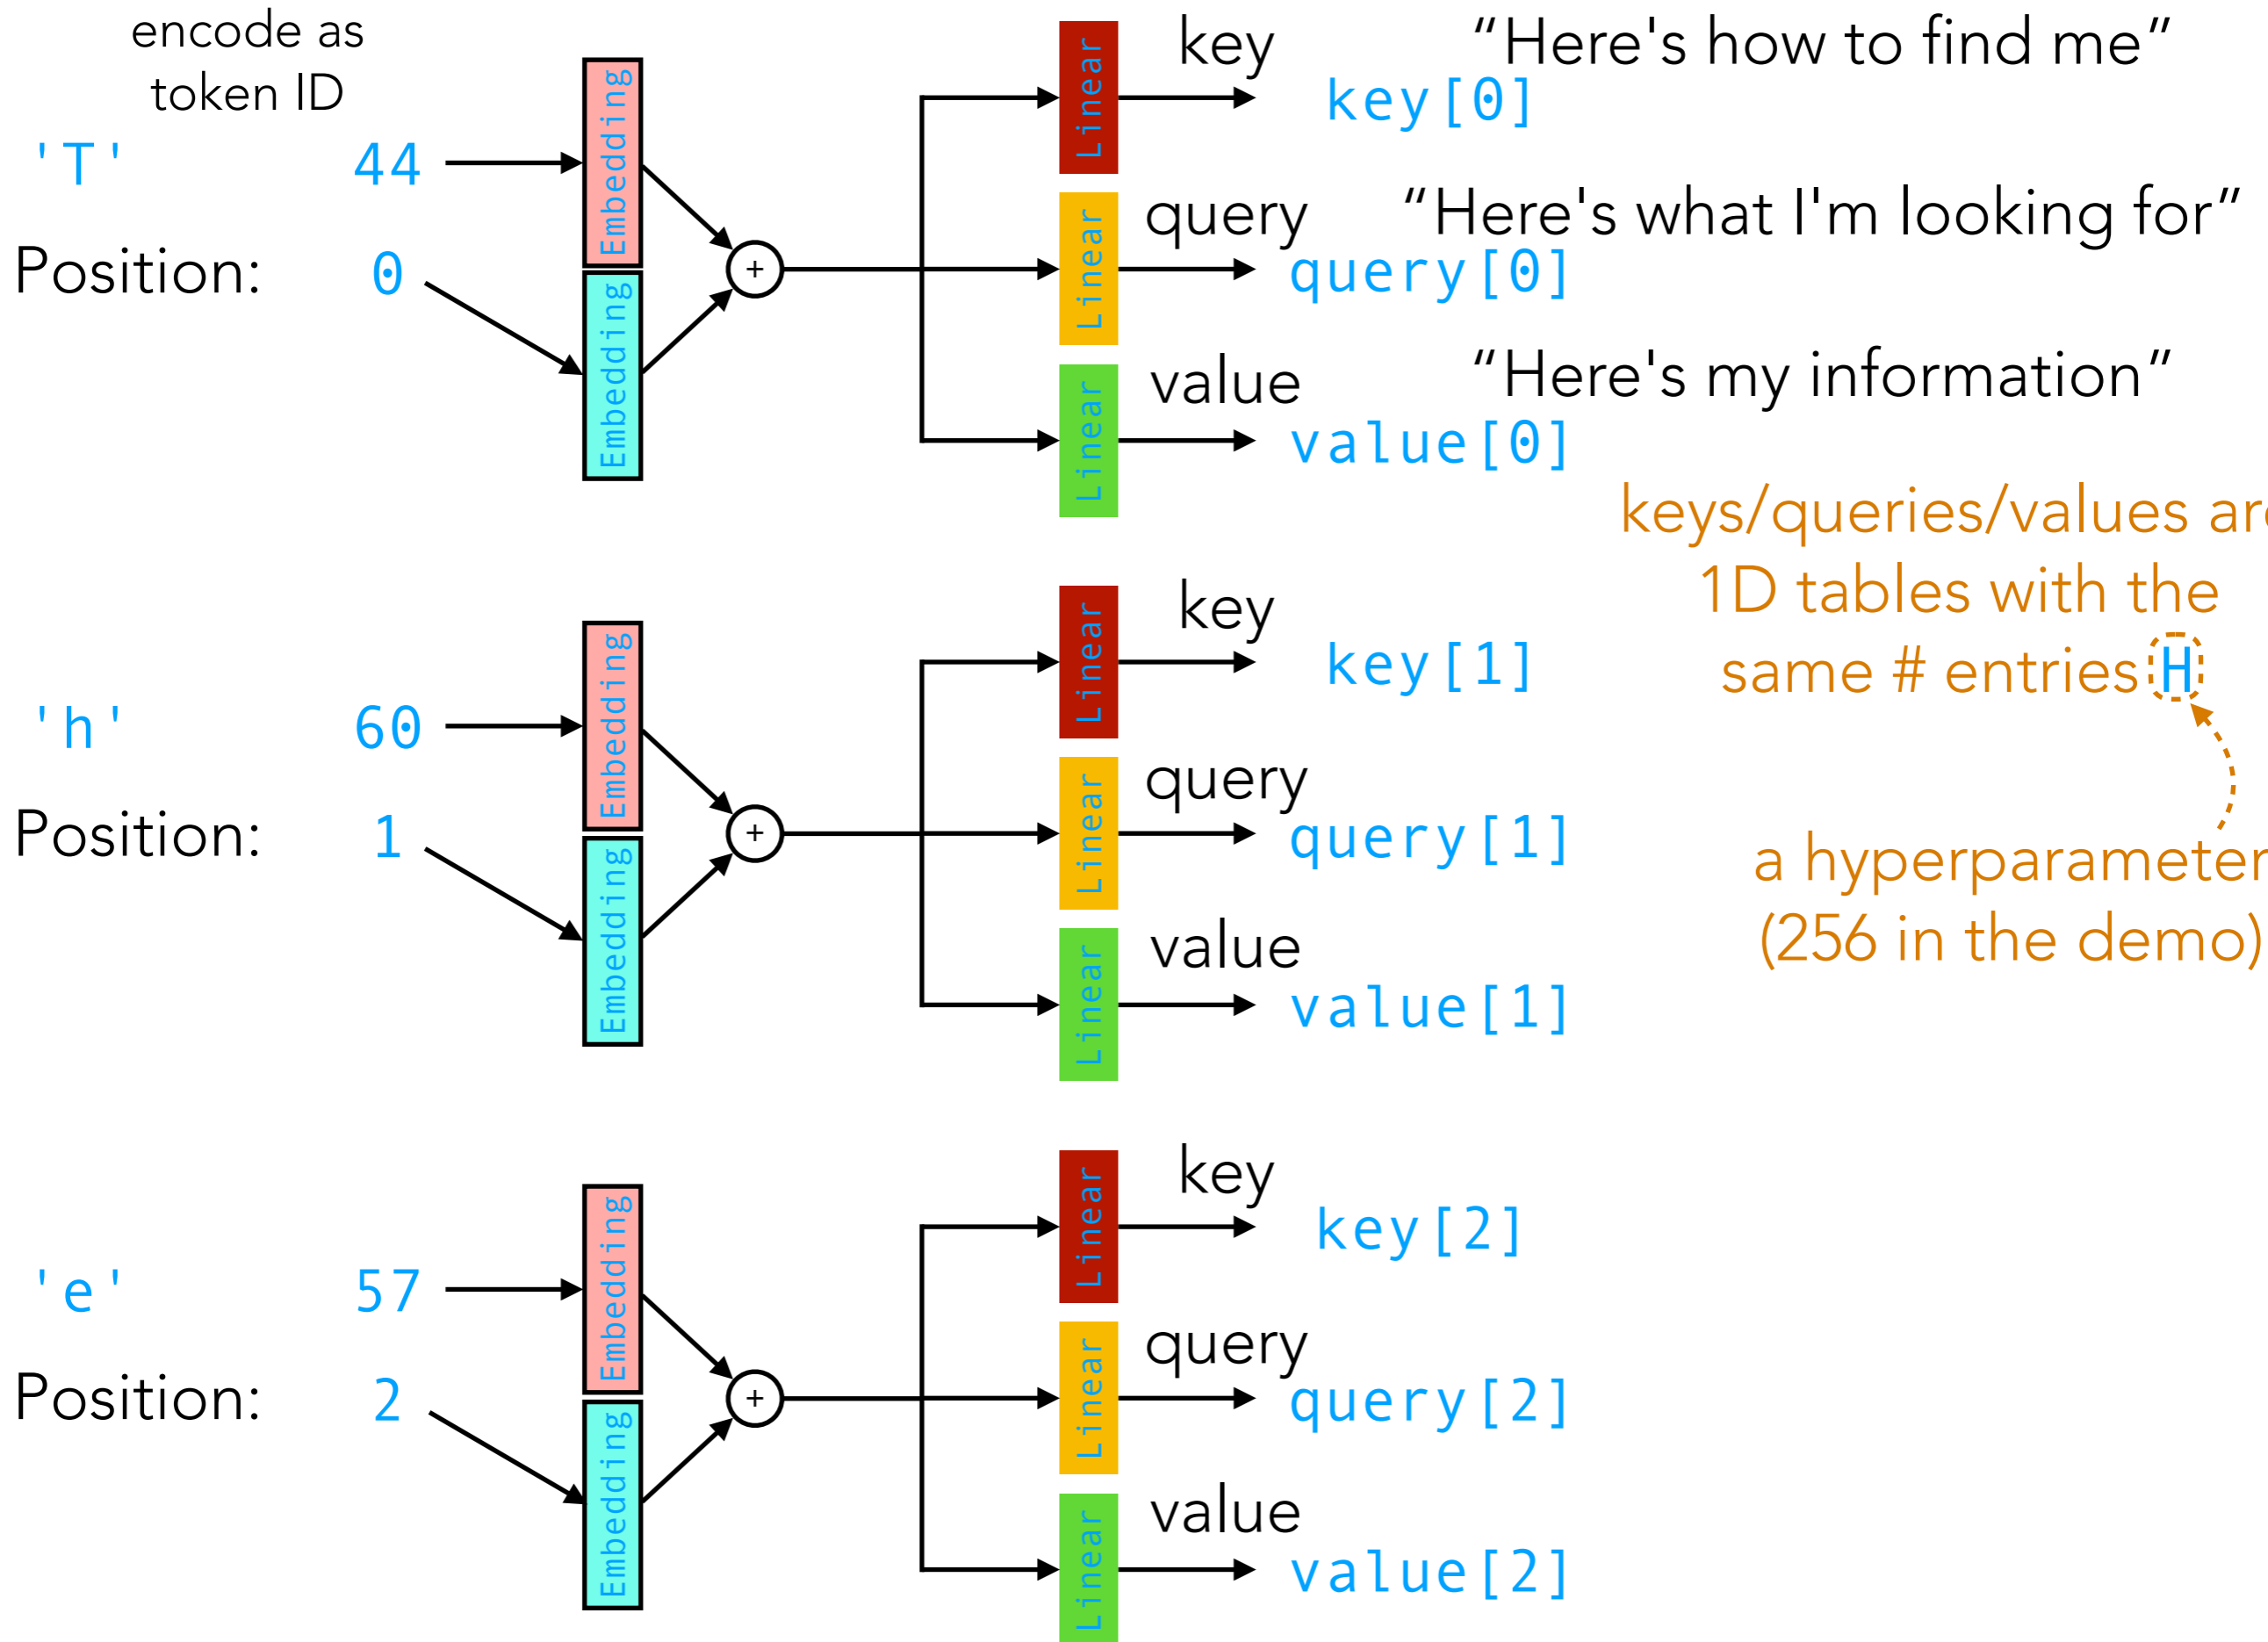 encode as
token ID
'T' 44
Position: 0
Embedding
Embedding
+
Linear
Linear
Linear
key
key[0]
query
query[0]
value
value[0]
“Here's how to find me”
“Here's what I'm looking for”
“Here's my information”
keys/queries/values are
1D tables with the
same # entries H
a hyperparameter
(256 in the demo)
'h' 60
Position: 1
Embedding
Embedding
+
Linear
Linear
Linear
key
key[1]
query
query[1]
value
value[1]
'e' 57
Position: 2
Embedding
Embedding
+
Linear
Linear
Linear
key
key[2]
query
query[2]
value
value[2]